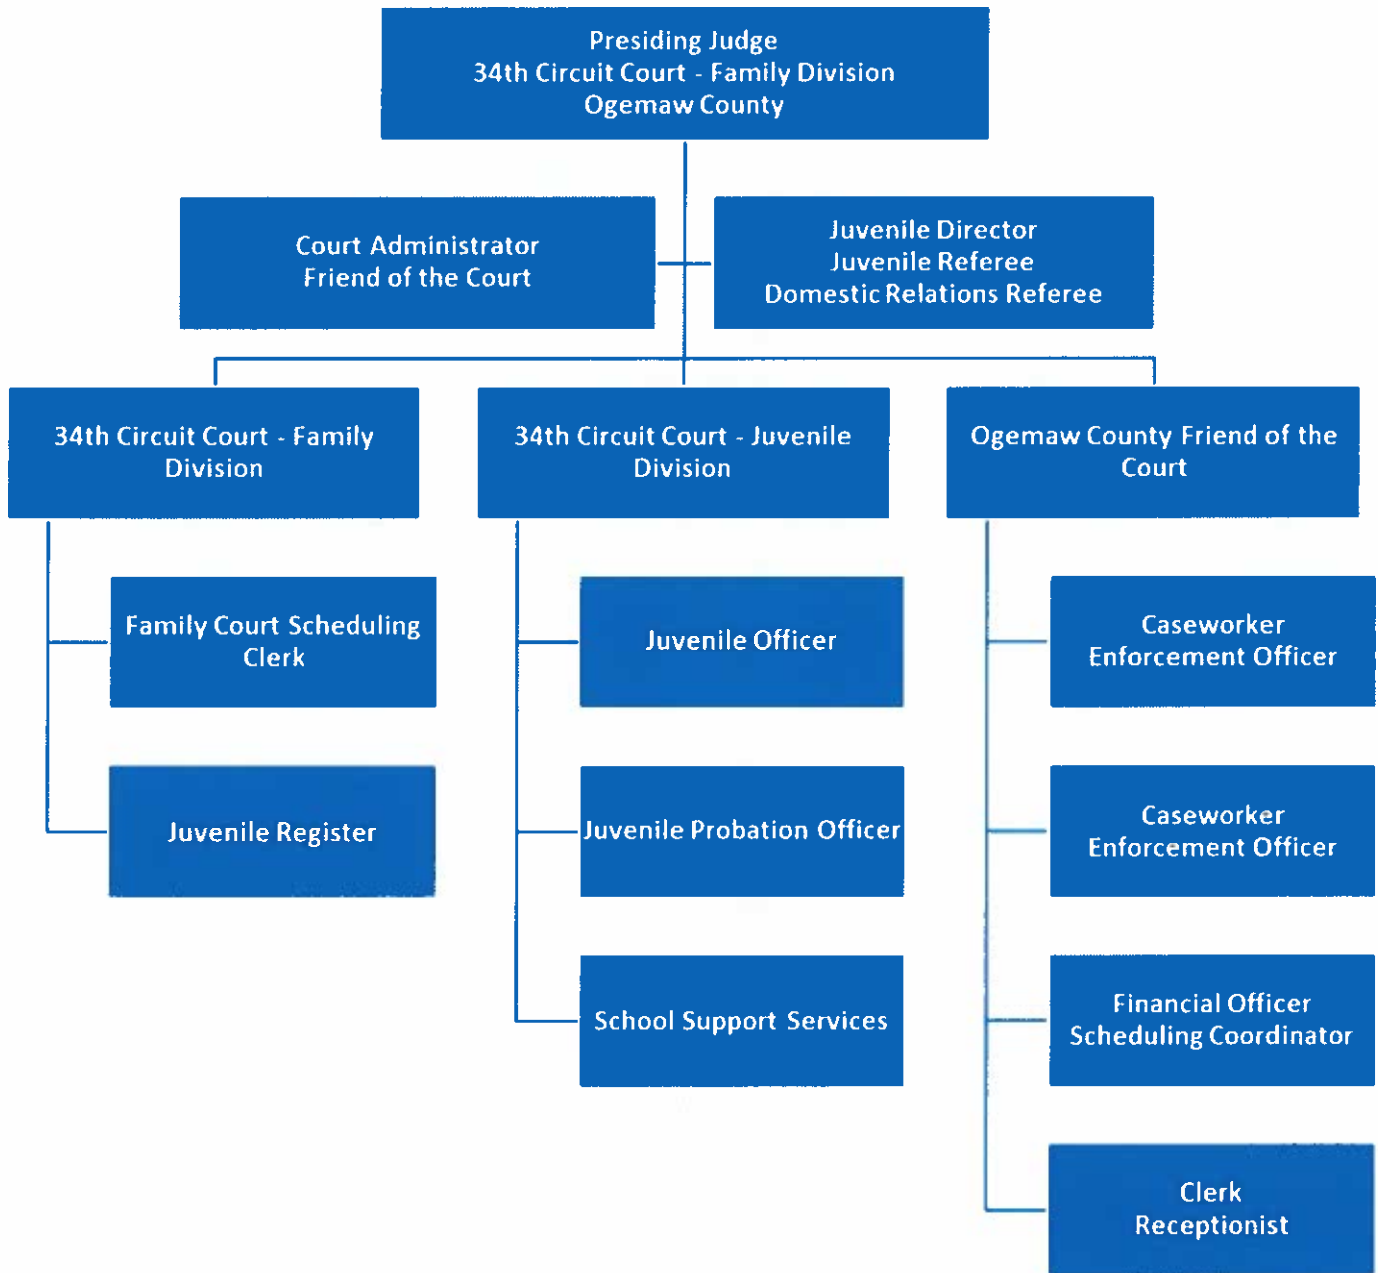 Presiding Judge
34th Circuit Court - Family Division
Ogemaw County
Court Administrator
Friend of the Court
Juvenile Director
Juvenile Referee
Domestic Relations Referee
34th Circuit Court - Family
Division
34th Circuit Court - Juvenile
Division
Ogemaw County Friend of the
Court
Family Court Scheduling
Clerk
Juvenile Register
Juvenile Officer
Juvenile Probation Officer
School Support Services
Caseworker
Enforcement Officer
Caseworker
Enforcement Officer
Financial Officer
Scheduling Coordinator
Clerk
Receptionist